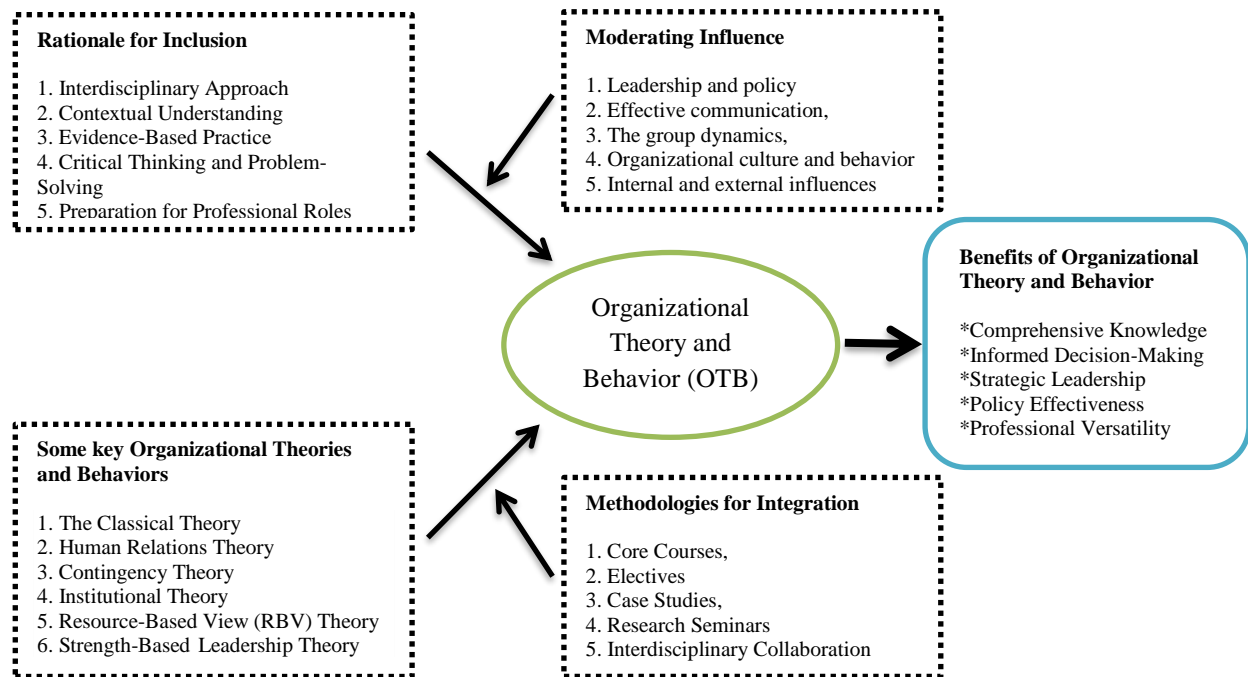 Rationale for Inclusion
1. Interdisciplinary Approach
2. Contextual Understanding
3. Evidence-Based Practice
4. Critical Thinking and Problem-
Solving
5. Preparation for Professional Roles
Moderating Influence
1. Leadership and policy
2. Effective communication,
3. The group dynamics,
4. Organizational culture and behavior
5. Internal and external influences
Organizational
Theory and
Behavior (OTB)
Benefits of Organizational
Theory and Behavior
*Comprehensive Knowledge
*Informed Decision-Making
*Strategic Leadership
*Policy Effectiveness
*Professional Versatility
Some key Organizational Theories
and Behaviors
1. The Classical Theory
2. Human Relations Theory
3. Contingency Theory
4. Institutional Theory
5. Resource-Based View (RBV) Theory
6. Strength-Based Leadership Theory
Methodologies for Integration
1. Core Courses,
2. Electives
3. Case Studies,
4. Research Seminars
5. Interdisciplinary Collaboration